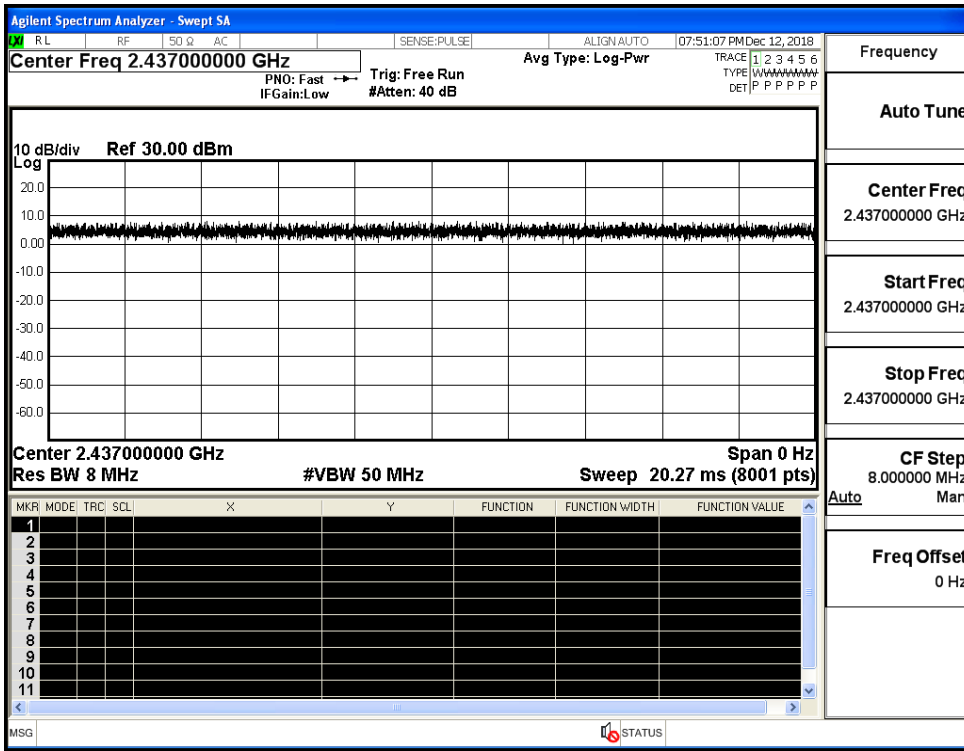 Agilent Spectrum Analyzer - Swept SA
LXI RL RF 50 Ω AC SENSE:PULSE ALIGN AUTO 07:51:07 PM Dec 12, 2018
Center Freq 2.437000000 GHz
PNO: Fast
IFGain:Low
Trig: Free Run
#Atten: 40 dB
Avg Type: Log-Pwr
TRACE 1 2 3 4 5 6
TYPE WWWWWWW
DET P P P P P P
10 dB/div Ref 30.00 dBm
Log
20.0
10.0
0.00
-10.0
-20.0
-30.0
-40.0
-50.0
-60.0
Center 2.437000000 GHz Span 0 Hz
Res BW 8 MHz #VBW 50 MHz Sweep 20.27 ms (8001 pts)
MKR MODE TRC SCL X Y FUNCTION FUNCTION WIDTH FUNCTION VALUE
1
2
3
4
5
6
7
8
9
10
11
MSG STATUS
Frequency
Auto Tune
Center Freq
2.437000000 GHz
Start Freq
2.437000000 GHz
Stop Freq
2.437000000 GHz
CF Step
8.000000 MHz
Auto Man
Freq Offset
0 Hz